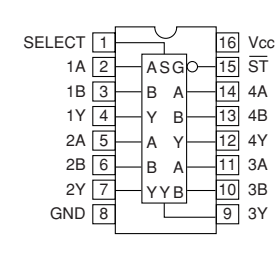 SELECT 1 16 Vcc
1A 2 A S G 15 S̅T̅
1B 3 B A 14 4A
1Y 4 Y B 13 4B
2A 5 A Y 12 4Y
2B 6 B A 11 3A
2Y 7 Y Y B 10 3B
GND 8 9 3Y